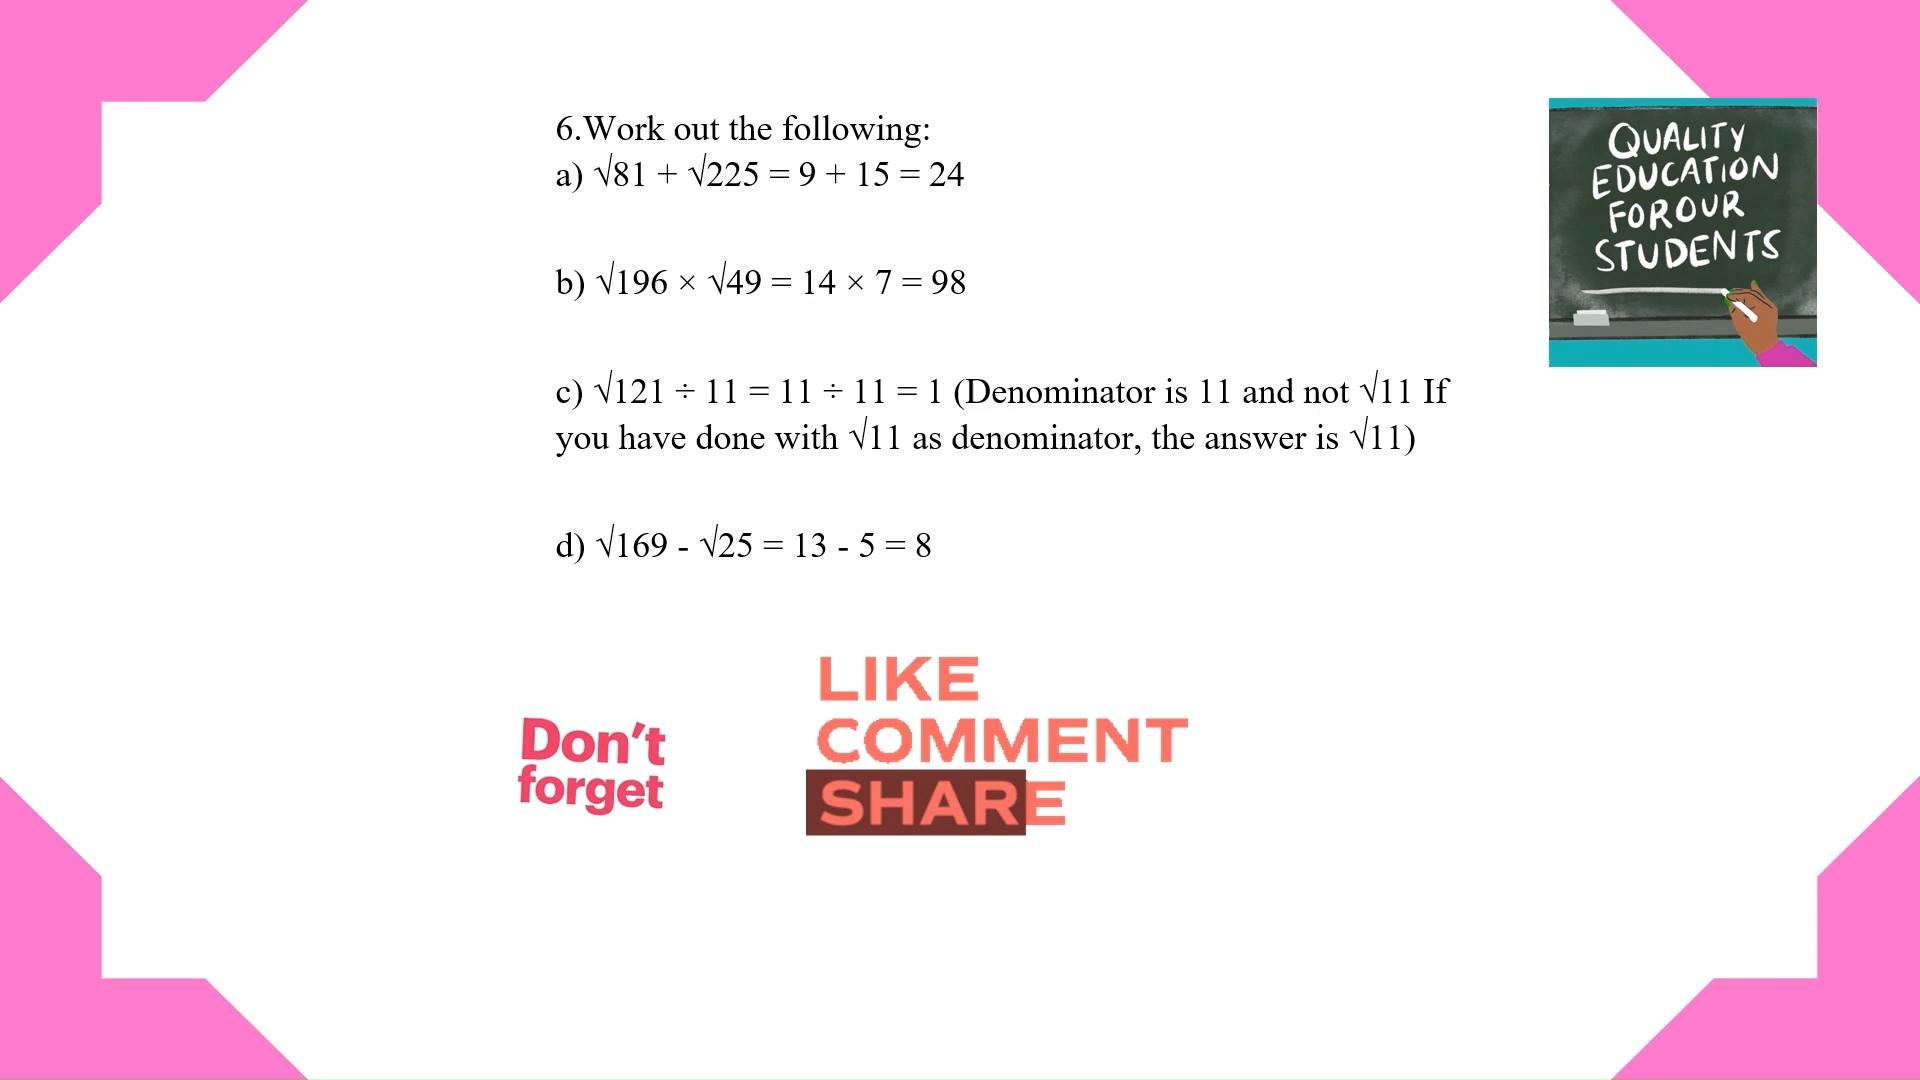 6.Work out the following:
a) √81 + √225 = 9 + 15 = 24
b) √196 × √49 = 14 × 7 = 98
c) √121 ÷ 11 = 11 ÷ 11 = 1 (Denominator is 11 and not √11 If
you have done with √11 as denominator, the answer is √11)
d) √169 - √25 = 13 - 5 = 8
QUALITY
EDUCATION
FOR OUR
STUDENTS
Don't
forget
LIKE
COMMENT
SHARE